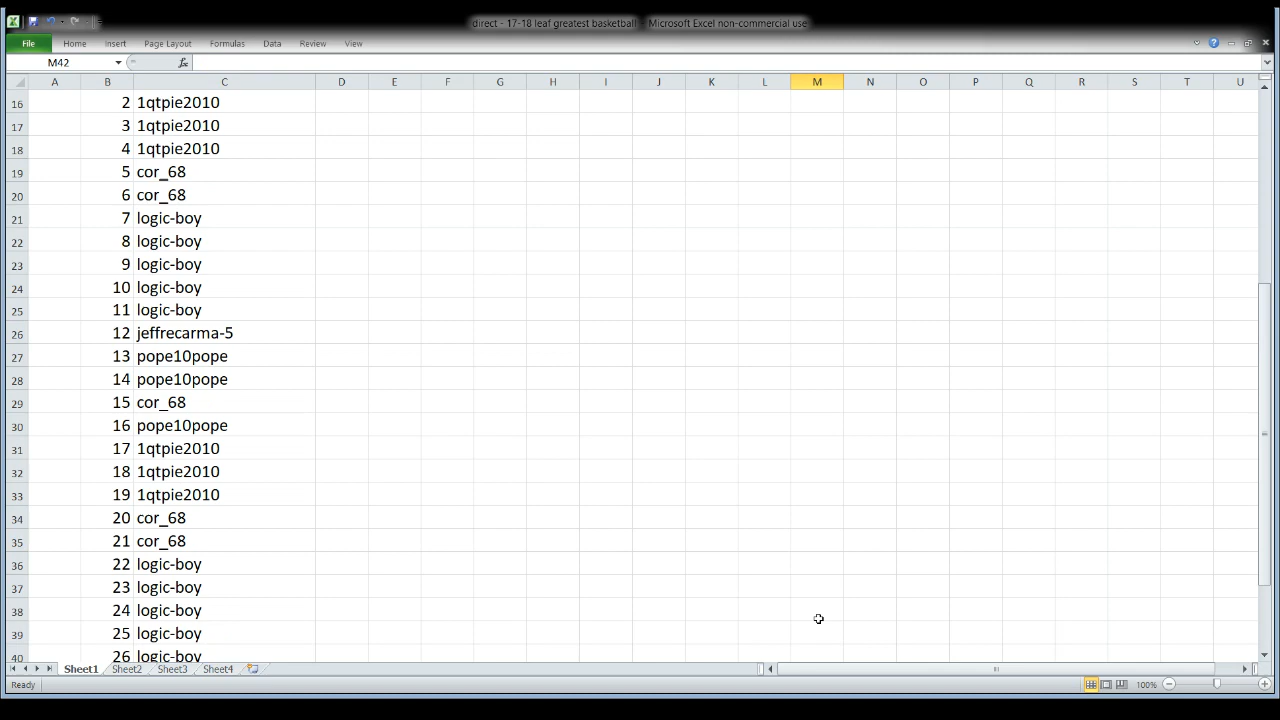 direct - 17-18 leaf greatest basketball - Microsoft Excel non-commercial use
File Home Insert Page Layout Formulas Data Review View
M42 fx
A B C D E F G H I J K L M N O P Q R S T U
16 2 1qtpie2010
17 3 1qtpie2010
18 4 1qtpie2010
19 5 cor_68
20 6 cor_68
21 7 logic-boy
22 8 logic-boy
23 9 logic-boy
24 10 logic-boy
25 11 logic-boy
26 12 jeffrecarma-5
27 13 pope10pope
28 14 pope10pope
29 15 cor_68
30 16 pope10pope
31 17 1qtpie2010
32 18 1qtpie2010
33 19 1qtpie2010
34 20 cor_68
35 21 cor_68
36 22 logic-boy
37 23 logic-boy
38 24 logic-boy
39 25 logic-boy
40 26 logic-boy
Sheet1 Sheet2 Sheet3 Sheet4
Ready 100%